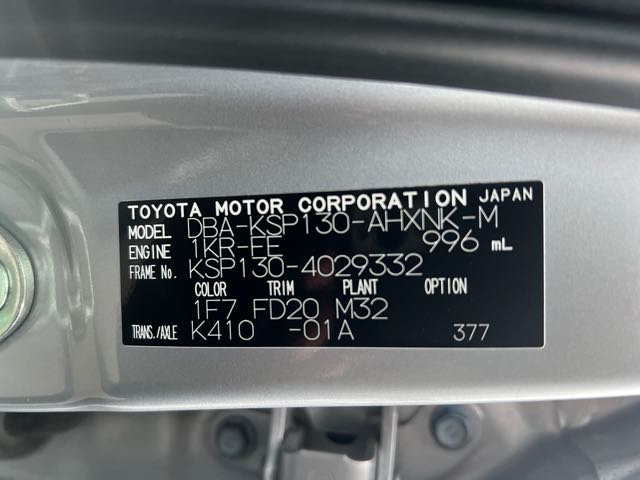 TOYOTA MOTOR CORPORATION JAPAN
MODEL DBA-KSP130-AHXNK-M
ENGINE 1KR-FE 996 mL
FRAME No. KSP130-4029332
COLOR TRIM PLANT OPTION
1F7 FD20 M32
TRANS./AXLE K410 -01A 377